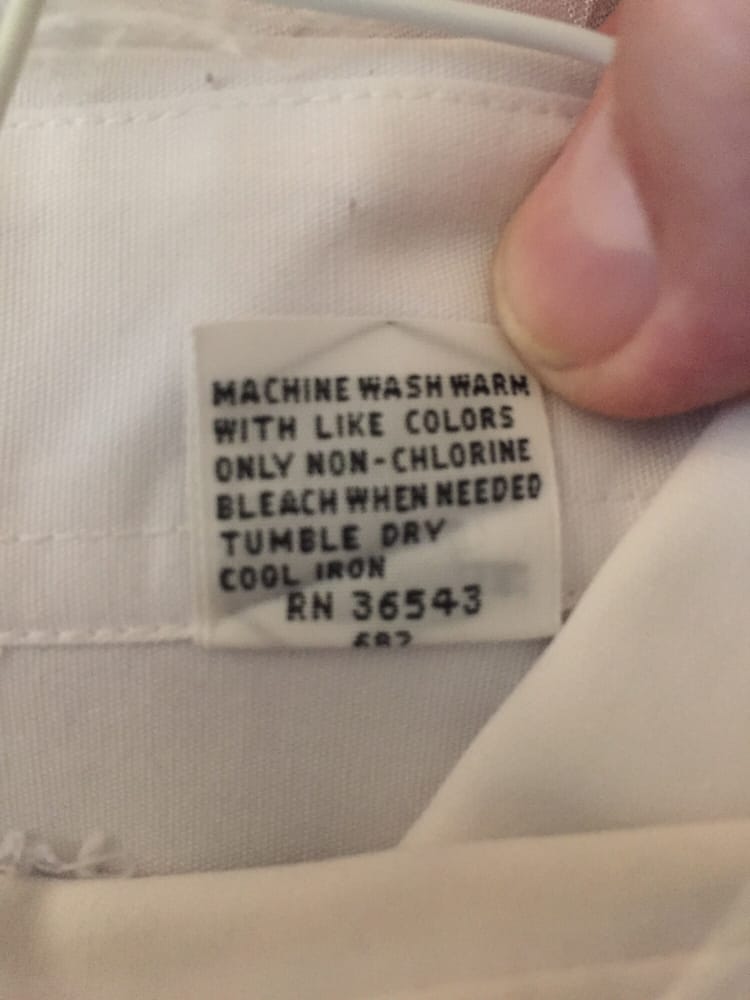 MACHINE WASH WARM
WITH LIKE COLORS
ONLY NON-CHLORINE
BLEACH WHEN NEEDED
TUMBLE DRY
COOL IRON
RN 36543